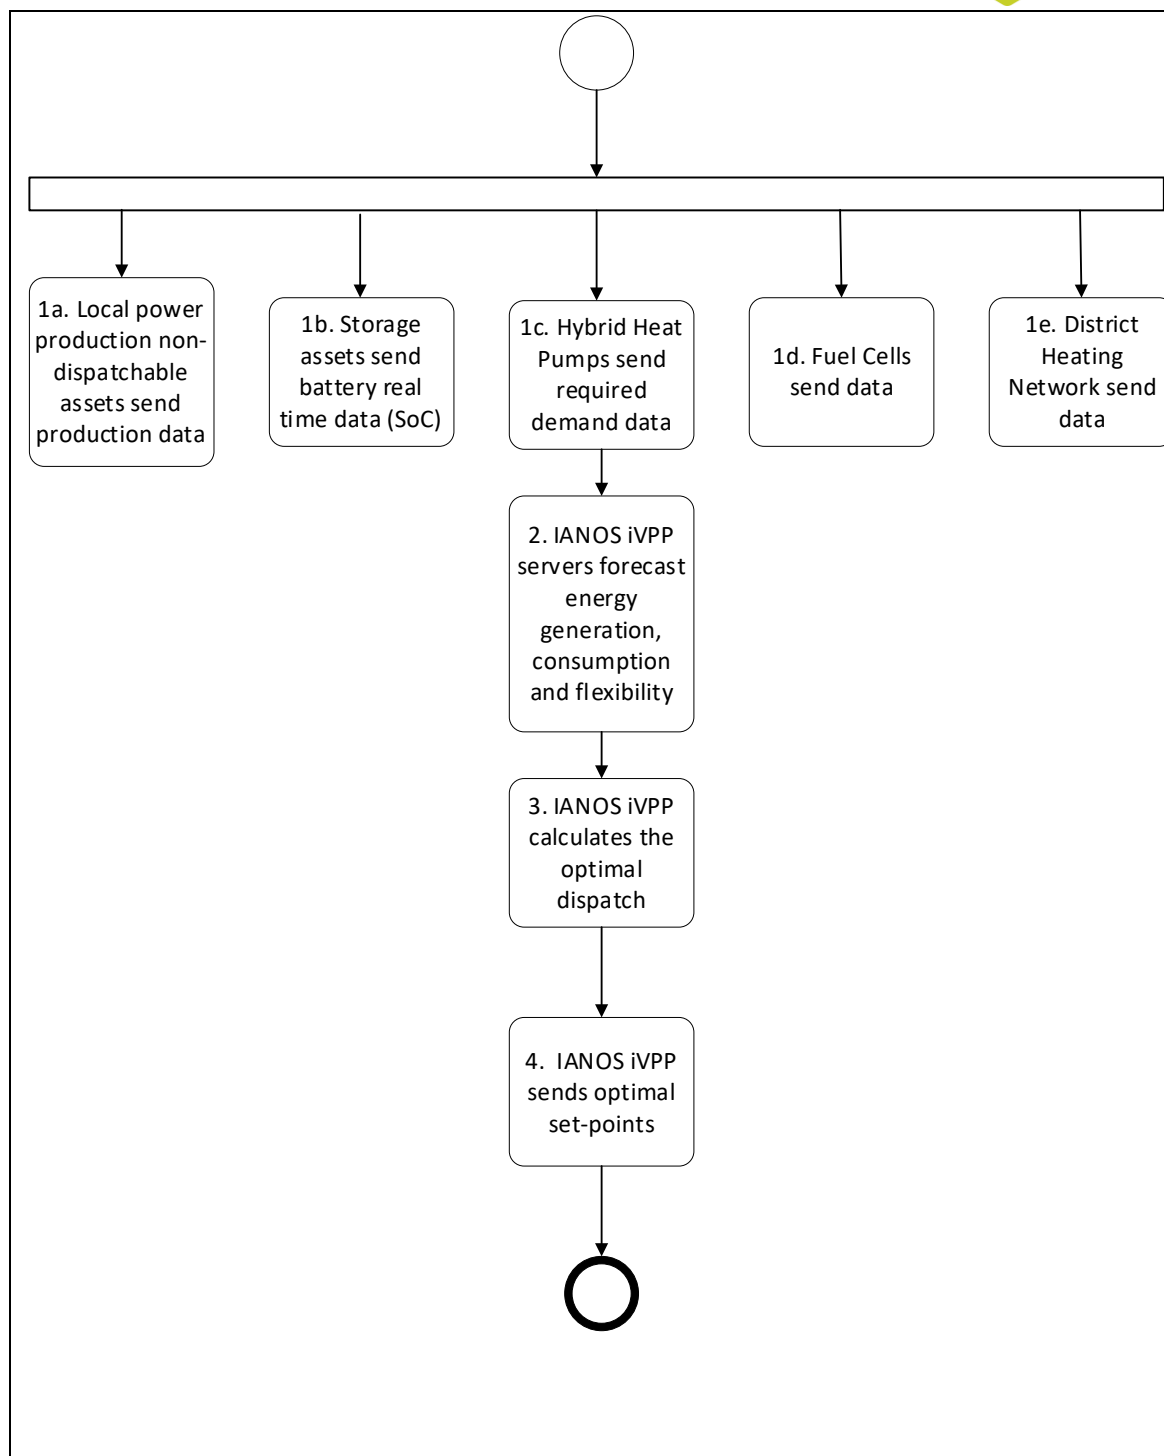 1a. Local power
production non-
dispatchable
assets send
production data
1b. Storage
assets send
battery real
time data (SoC)
1c. Hybrid Heat
Pumps send
required
demand data
1d. Fuel Cells
send data
1e. District
Heating
Network send
data
2. IANOS iVPP
servers forecast
energy
generation,
consumption
and flexibility
3. IANOS iVPP
calculates the
optimal
dispatch
4. IANOS iVPP
sends optimal
set-points